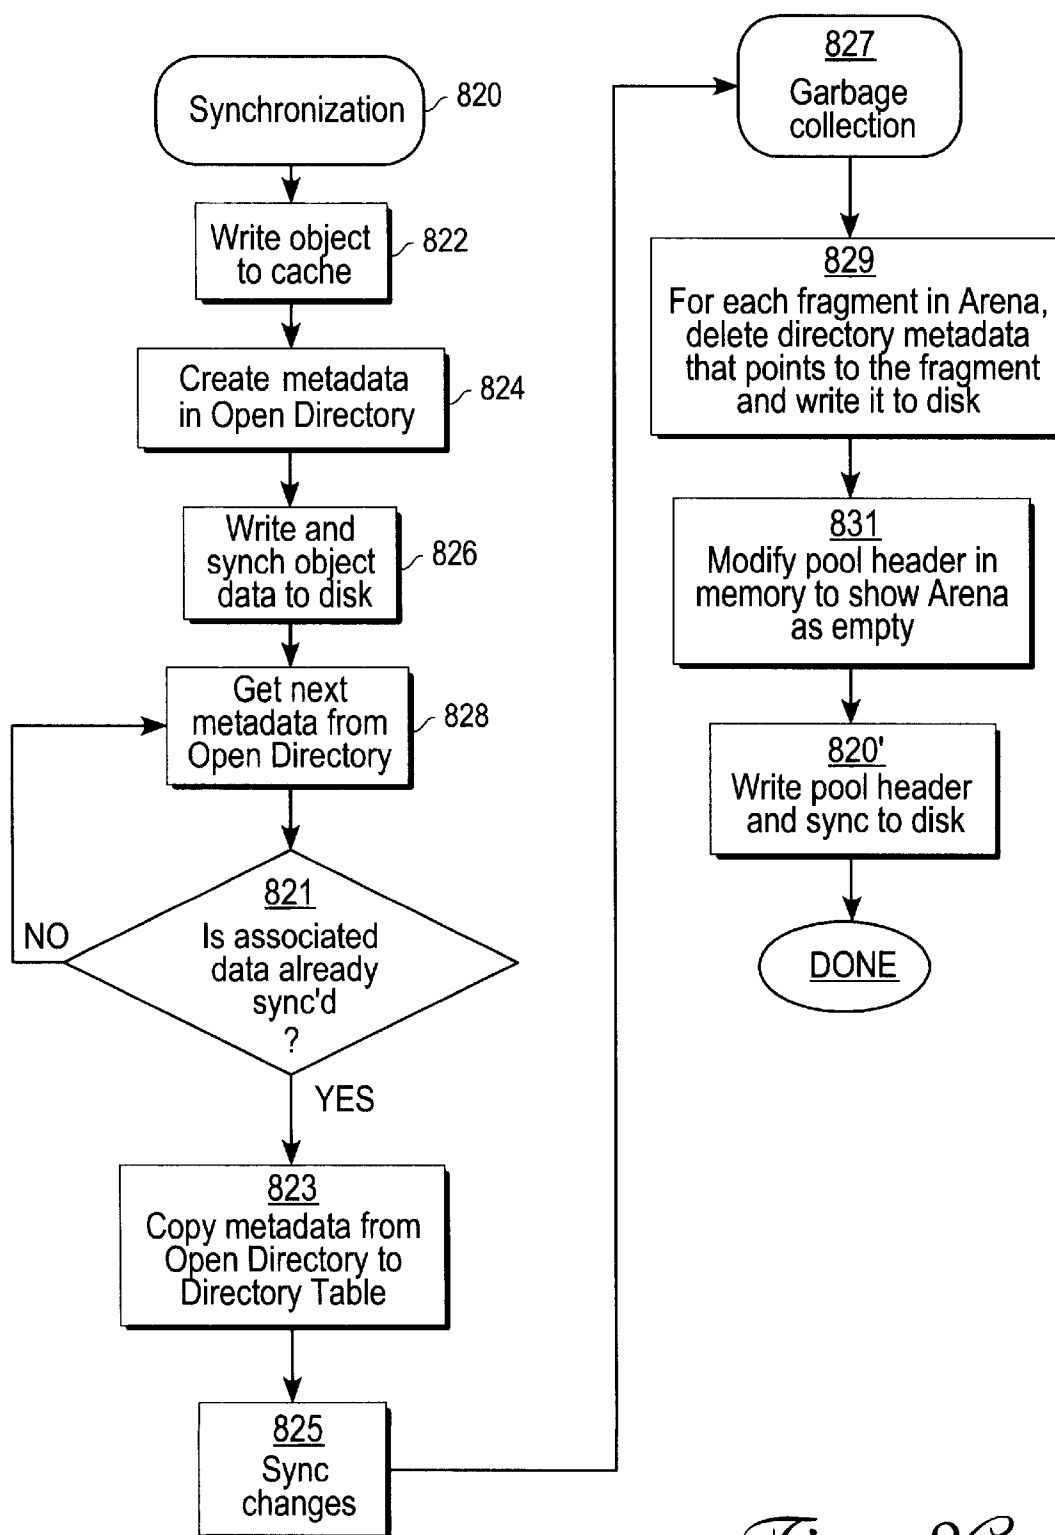 Synchronization
820
Write object
to cache
822
Create metadata
in Open Directory
824
Write and
synch object
data to disk
826
Get next
metadata from
Open Directory
828
821
Is associated
data already
sync'd
?
NO
YES
823
Copy metadata from
Open Directory to
Directory Table
825
Sync
changes
827
Garbage
collection
829
For each fragment in Arena,
delete directory metadata
that points to the fragment
and write it to disk
831
Modify pool header in
memory to show Arena
as empty
820'
Write pool header
and sync to disk
DONE